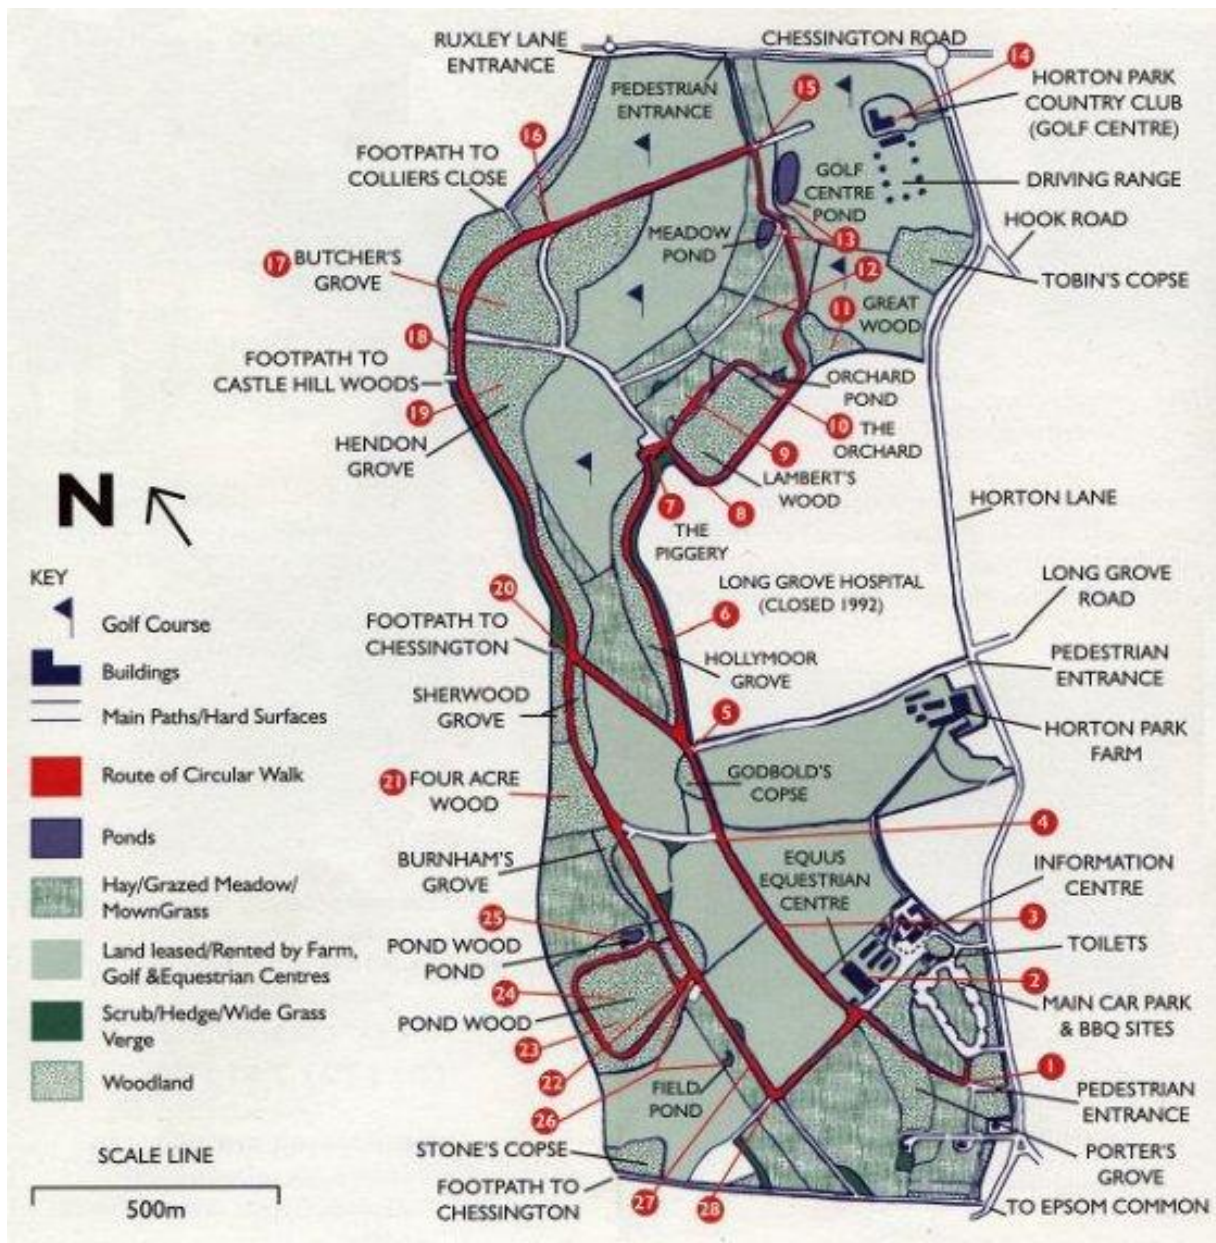 RUXLEY LANE
ENTRANCE
CHESSINGTON ROAD
14
PEDESTRIAN
ENTRANCE
15
HORTON PARK
COUNTRY CLUB
(GOLF CENTRE)
16
FOOTPATH TO
COLLIERS CLOSE
GOLF
CENTRE
POND
DRIVING RANGE
HOOK ROAD
MEADOW
POND
13
17 BUTCHER'S
GROVE
12
TOBIN'S COPSE
11 GREAT
WOOD
18
FOOTPATH TO
CASTLE HILL WOODS
ORCHARD
POND
19
10 THE
ORCHARD
HENDON
GROVE
9
LAMBERT'S
WOOD
N
7
8
HORTON LANE
THE
PIGGERY
KEY
Golf Course
Buildings
Main Paths/Hard Surfaces
Route of Circular Walk
Ponds
Hay/Grazed Meadow/
MownGrass
Land leased/Rented by Farm,
Golf &Equestrian Centres
Scrub/Hedge/Wide Grass
Verge
Woodland
SCALE LINE
500m
20
LONG GROVE HOSPITAL
(CLOSED 1992)
LONG GROVE
ROAD
FOOTPATH TO
CHESSINGTON
6
HOLLYMOOR
GROVE
PEDESTRIAN
ENTRANCE
SHERWOOD
GROVE
5
HORTON PARK
FARM
21 FOUR ACRE
WOOD
GODBOLD'S
COPSE
4
BURNHAM'S
GROVE
EQUUS
EQUESTRIAN
CENTRE
INFORMATION
CENTRE
25
3
POND WOOD
POND
TOILETS
24
2
POND WOOD
MAIN CAR PARK
& BBQ SITES
23
22
1
FIELD
POND
PEDESTRIAN
ENTRANCE
26
STONE'S COPSE
PORTER'S
GROVE
FOOTPATH TO
CHESSINGTON
27
28
TO EPSOM COMMON